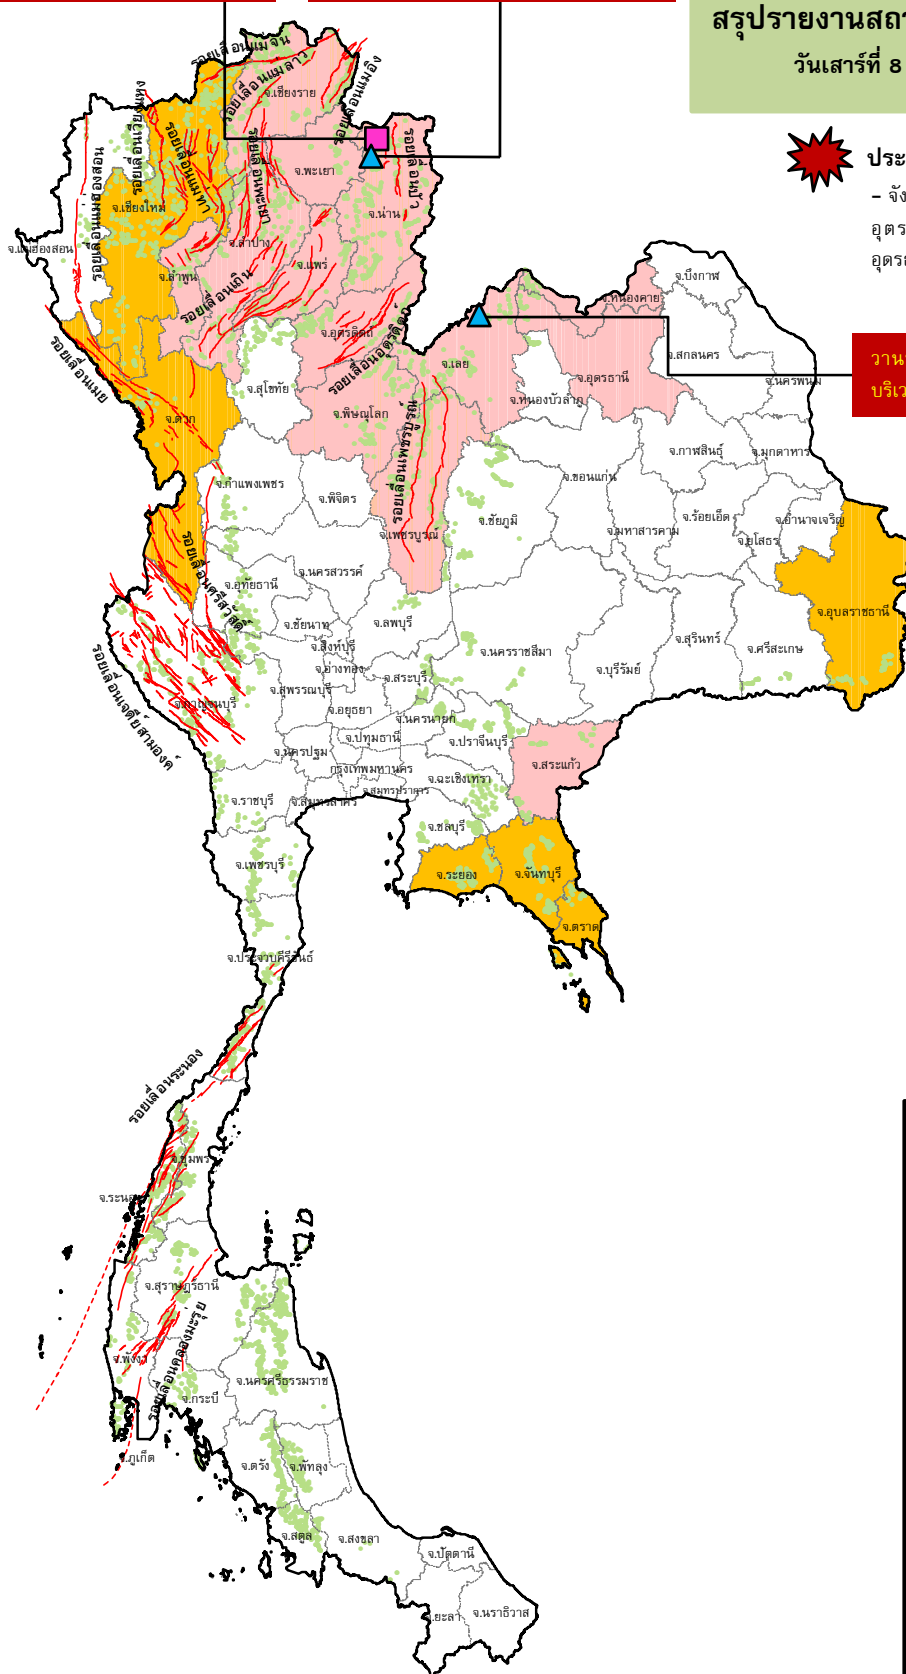 สรุปรายงานสถา
วันเสาร์ที่ 8
ประ
– จัง
อุตร
วาน
บริเว
รอยเลื่อนแม่จัน
รอยเลื่อนแม่ลาว
รอยเลื่อนแม่อิง
จ.เชียงราย
รอยเลื่อนเวียงแหง
รอยเลื่อนแม่ทา
รอยเลื่อนพะเยา
จ.พะเยา
รอยเลื่อนปัว
รอยเลื่อนแม่ฮ่องสอน
จ.เชียงใหม่
จ.น่าน
จ.แม่ฮ่องสอน
จ.ลำปาง
จ.แพร่
จ.ลำพูน
รอยเลื่อนเถิน
จ.บึงกาฬ
จ.หนองคาย
จ.อุตรดิตถ์
รอยเลื่อนอุตรดิตถ์
รอยเลื่อนเมย
จ.เลย
จ.สกลนคร
จ.สุโขทัย
จ.อุดรธานี
จ.นครพนม
จ.หนองบัวลำภู
จ.ตาก
จ.พิษณุโลก
รอยเลื่อนเพชรบูรณ์
จ.กาฬสินธุ์
จ.มุกดาหาร
จ.กำแพงเพชร
จ.พิจิตร
จ.ขอนแก่น
จ.ชัยภูมิ
จ.ร้อยเอ็ด
จ.อำนาจเจริญ
จ.เพชรบูรณ์
จ.มหาสารคาม
จ.ยโสธร
รอยเลื่อนศรีสวัสดิ์
จ.นครสวรรค์
จ.อุทัยธานี
จ.อุบลราชธานี
จ.ชัยนาท
จ.ลพบุรี
จ.สิงห์บุรี
จ.นครราชสีมา
จ.สุรินทร์
จ.ศรีสะเกษ
จ.อ่างทอง
จ.สระบุรี
จ.บุรีรัมย์
รอยเลื่อนเจดีย์สามองค์
จ.สุพรรณบุรี
จ.กาญจนบุรี
จ.อยุธยา
จ.นครนายก
จ.ปทุมธานี
จ.ปราจีนบุรี
จ.นครปฐม
กรุงเทพมหานคร
จ.สระแก้ว
จ.ฉะเชิงเทรา
จ.สมุทรปราการ
จ.ราชบุรี
จ.สมุทรสาคร
จ.ชลบุรี
จ.เพชรบุรี
จ.ระยอง
จ.จันทบุรี
จ.ตราด
จ.ประจวบคีรีขันธ์
รอยเลื่อนระนอง
จ.ชุมพร
จ.ระนอง
จ.สุราษฎร์ธานี
รอยเลื่อนคลองมะรุ่ย
จ.พังงา
จ.นครศรีธรรมราช
จ.กระบี่
จ.ภูเก็ต
จ.ตรัง
จ.พัทลุง
จ.สตูล
จ.สงขลา
จ.ปัตตานี
จ.ยะลา
จ.นราธิวาส